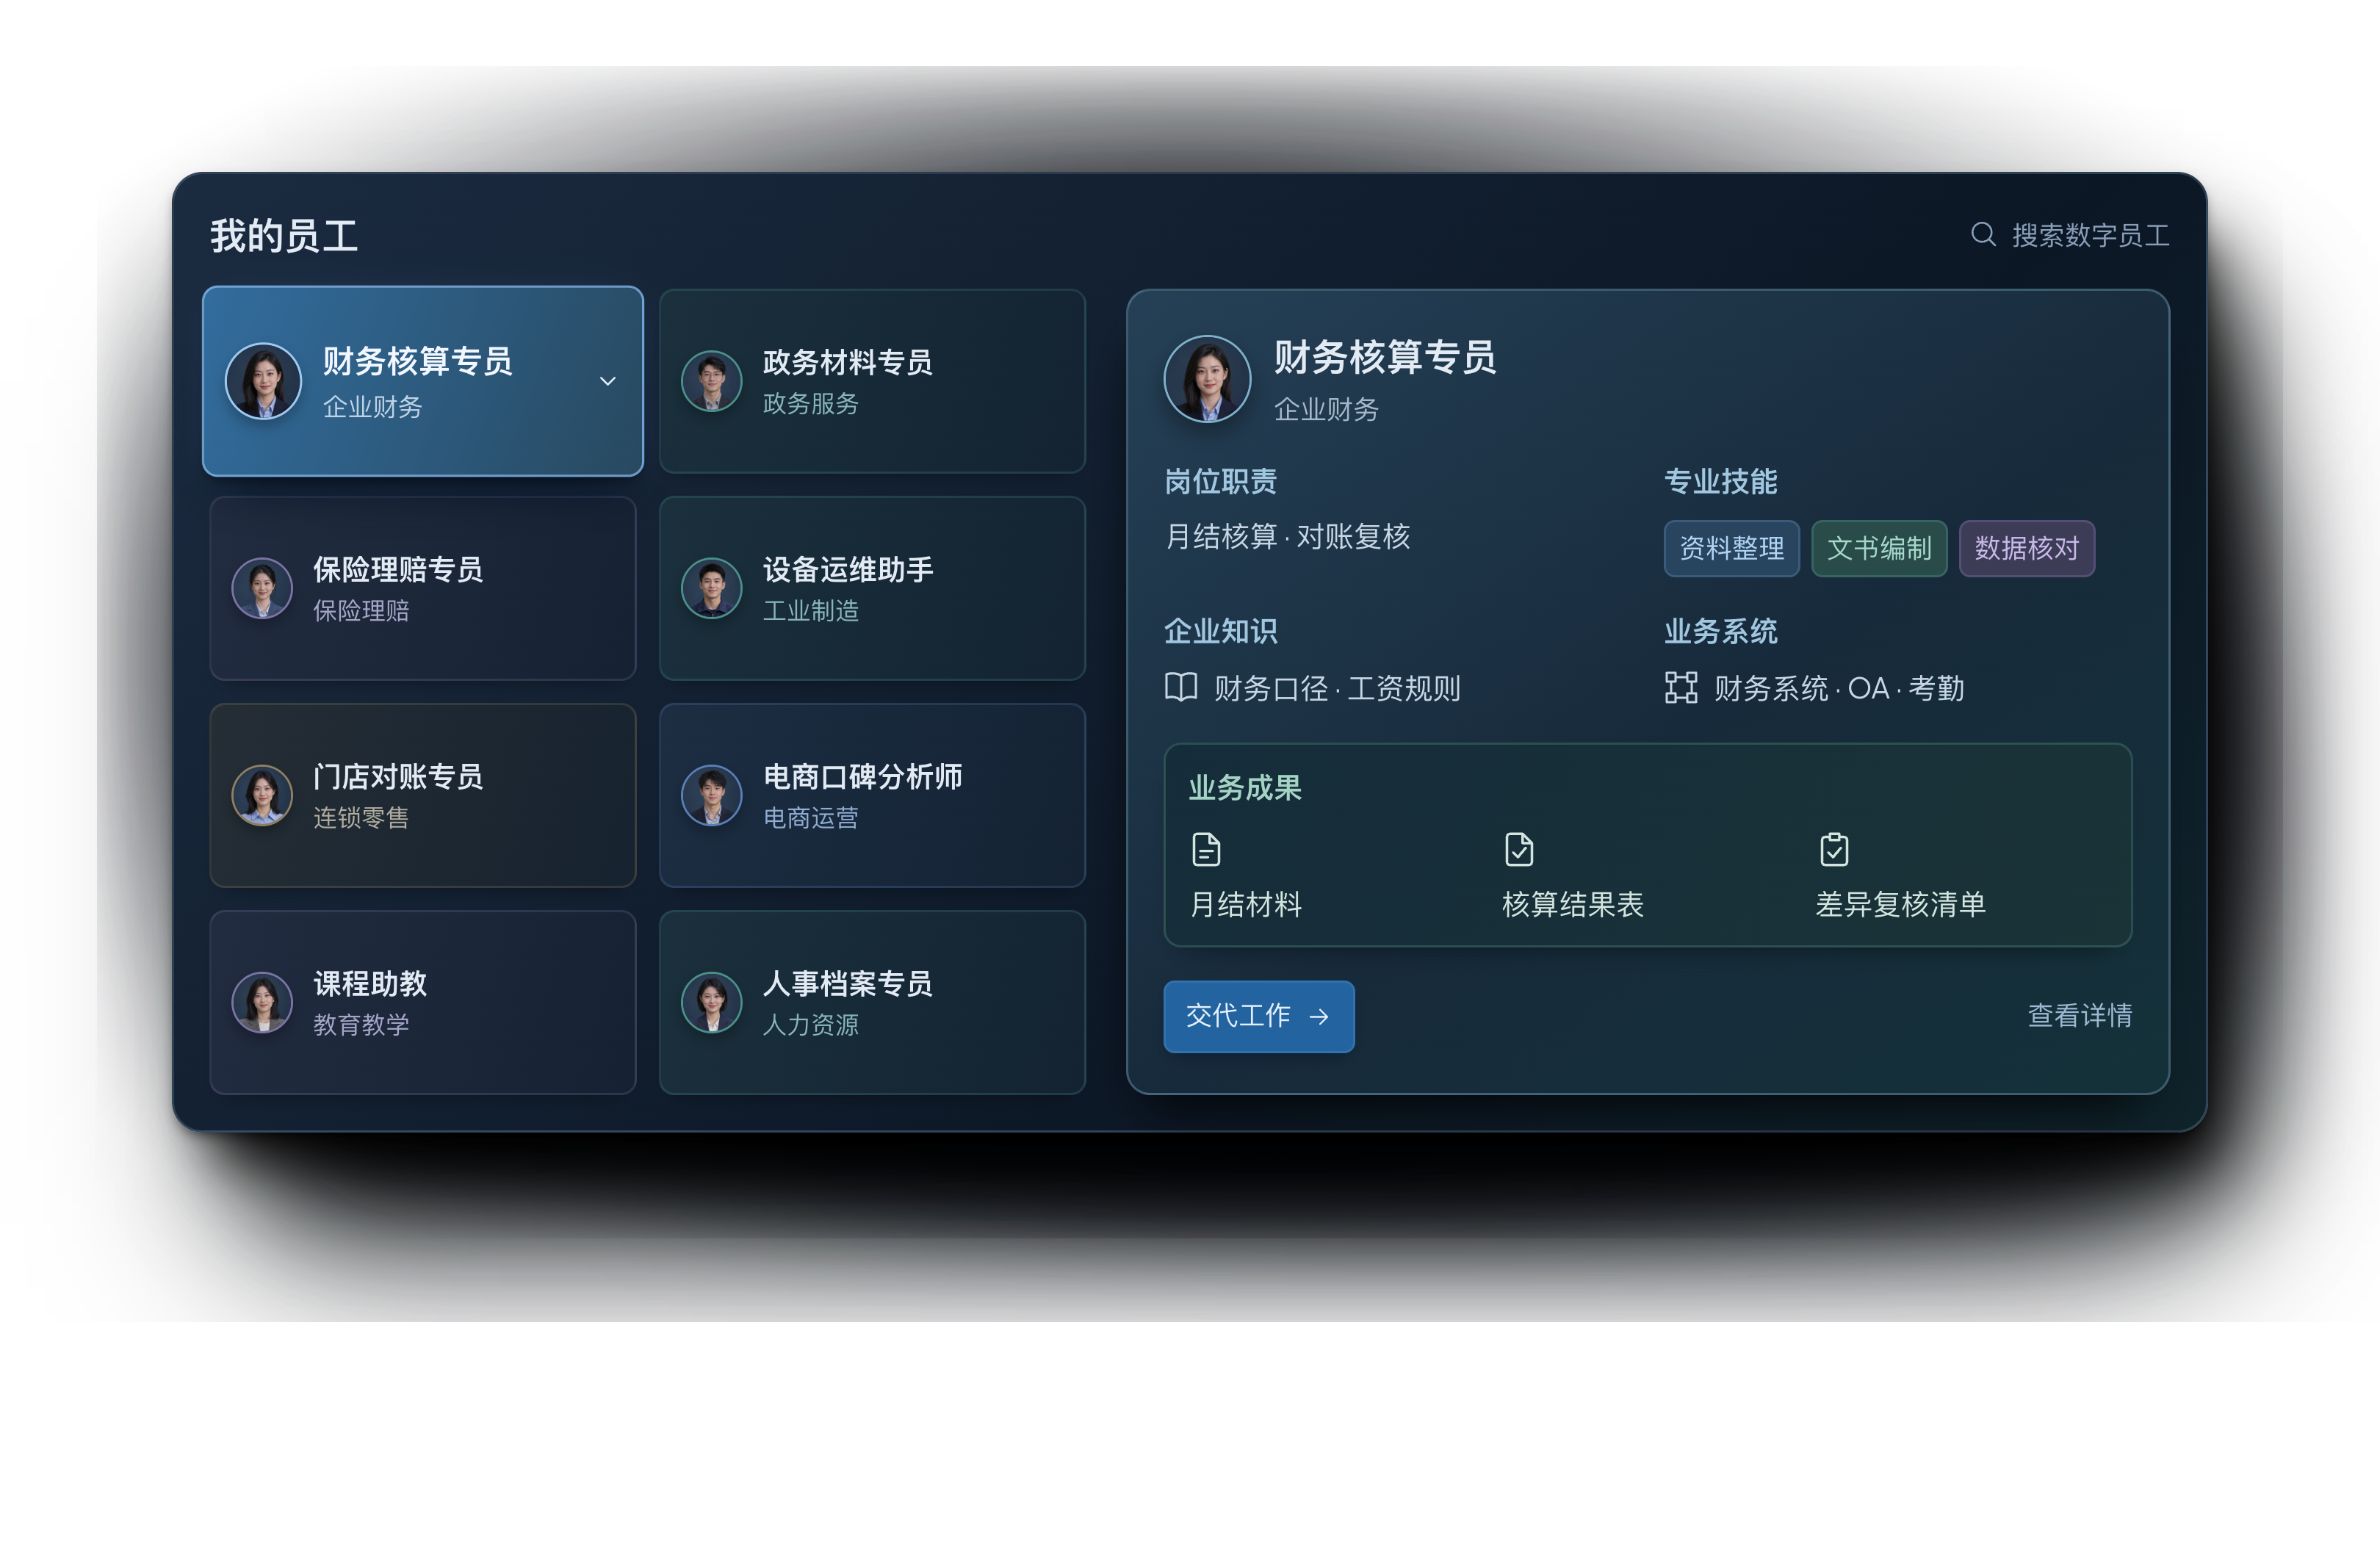 我的员工
搜索数字员工
财务核算专员
企业财务
政务材料专员
政务服务
保险理赔专员
保险理赔
设备运维助手
工业制造
门店对账专员
连锁零售
电商口碑分析师
电商运营
课程助教
教育教学
人事档案专员
人力资源
财务核算专员
企业财务
岗位职责
月结核算·对账复核
专业技能
资料整理
文书编制
数据核对
企业知识
财务口径·工资规则
业务系统
财务系统·OA·考勤
业务成果
月结材料
核算结果表
差异复核清单
交代工作 →
查看详情